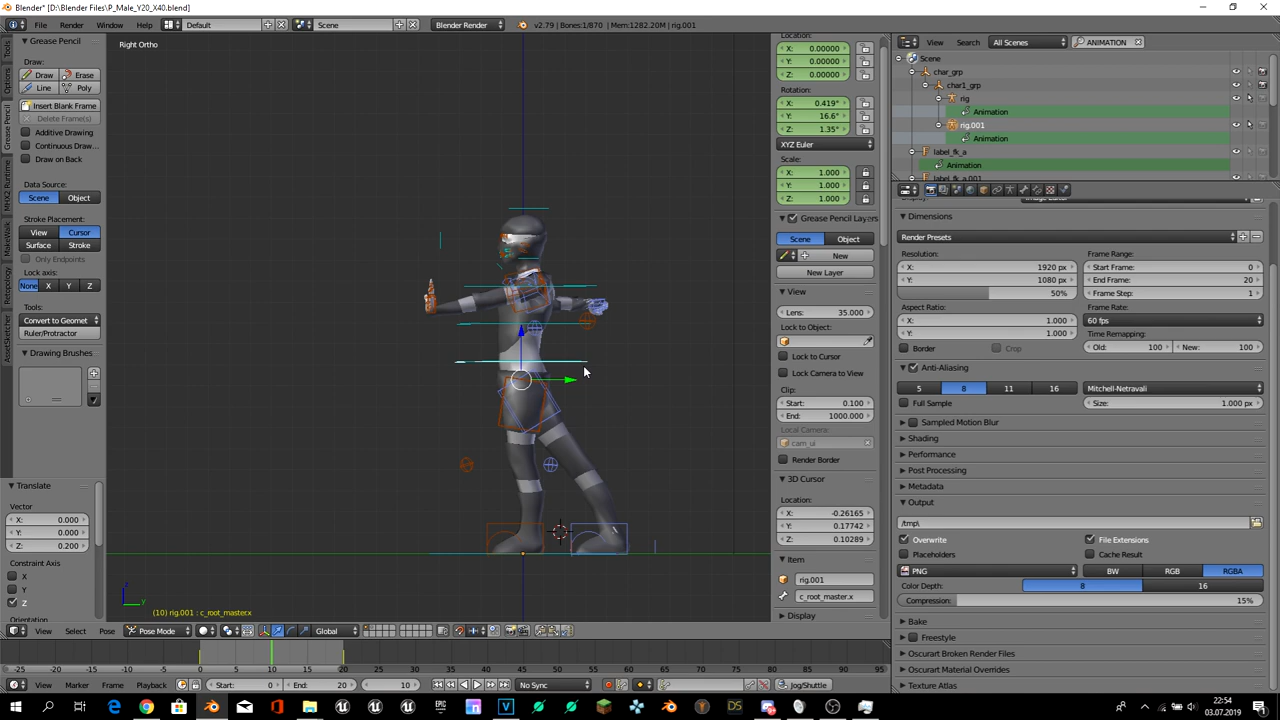 Blender* [D:\Blender Files\P_Male_Y20_X40.blend]
File Render Window Help Default Scene Blender Render v2.79 | Bones:1/870 | Mem:1282.20M | rig.001
Tools
Options
Grease Pencil
MHX2 Runtime
MakeWalk
Retopology
AssetSketcher
Grease Pencil
Draw:
Draw Erase
Line Poly
Insert Blank Frame
Delete Frame(s)
Additive Drawing
Continuous Draw...
Draw on Back
Data Source:
Scene Object
Stroke Placement:
View Cursor
Surface Stroke
Only Endpoints
Lock axis:
None X Y Z
Tools:
Convert to Geomet
Ruler/Protractor
Drawing Brushes
Translate
Vector
X: 0.000
Y: 0.000
Z: 0.200
Constraint Axis
X
Y
Z
Orientation
Right Ortho
(10) rig.001 : c_root_master.x
Location:
X: 0.00000
Y: 0.00000
Z: 0.00000
Rotation:
X: 0.419°
Y: 16.6°
Z: 1.35°
XYZ Euler
Scale:
X: 1.000
Y: 1.000
Z: 1.000
Grease Pencil Layers
Scene Object
New
New Layer
View
Lens: 35.000
Lock to Object:
Lock to Cursor
Lock Camera to View
Clip:
Start: 0.100
End: 1000.000
Local Camera:
cam_ui
Render Border
3D Cursor
Location:
X: -0.26165
Y: 0.17742
Z: 0.10289
Item
rig.001
c_root_master.x
Display
View Search All Scenes ANIMATION
Scene
char_grp
char1_grp
rig
Animation
rig.001
Animation
label_fk_a
Animation
label_fk_a.001
Dimensions
Render Presets
Resolution: Frame Range:
X: 1920 px Start Frame: 0
Y: 1080 px End Frame: 20
50% Frame Step: 1
Aspect Ratio: Frame Rate:
X: 1.000 60 fps
Y: 1.000 Time Remapping:
Border Crop Old: 100 New: 100
Anti-Aliasing
5 8 11 16 Mitchell-Netravali
Full Sample Size: 1.000 px
Sampled Motion Blur
Shading
Performance
Post Processing
Metadata
Output
/tmp\
Overwrite File Extensions
Placeholders Cache Result
PNG BW RGB RGBA
Color Depth: 8 16
Compression: 15%
Bake
Freestyle
Oscurart Broken Render Files
Oscurart Material Overrides
Texture Atlas
View Select Pose Pose Mode Global
-25 -20 -15 -10 -5 0 5 10 15 20 25 30 35 40 45 50 55 60 65 70 75 80 85 90 95
View Marker Frame Playback Start: 0 End: 20 10 No Sync Jog/Shuttle
22:54
03.07.2019